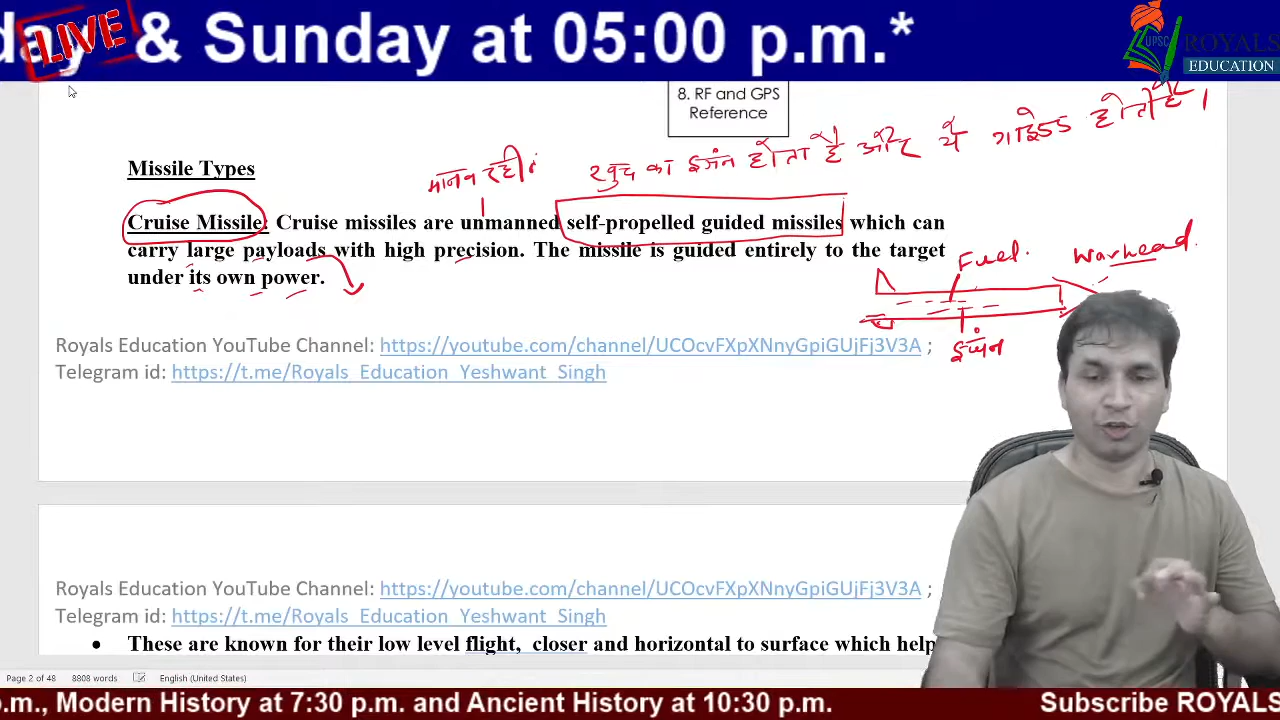 day & Sunday at 05:00 p.m.*
LIVE
UPSC
ROYALS
EDUCATION
8. RF and GPS
Reference
खुद का इंजन होता है और ये गाइडेड होती है।
मानव रहित
Missile Types
Cruise Missile: Cruise missiles are unmanned self-propelled guided missiles which can
carry large payloads with high precision. The missile is guided entirely to the target
under its own power.
Fuel.
Warhead.
इंजन
Royals Education YouTube Channel: https://youtube.com/channel/UCOcvFXpXNnyGpiGUjFj3V3A ;
Telegram id: https://t.me/Royals_Education_Yeshwant_Singh
Royals Education YouTube Channel: https://youtube.com/channel/UCOcvFXpXNnyGpiGUjFj3V3A ;
Telegram id: https://t.me/Royals_Education_Yeshwant_Singh
• These are known for their low level flight, closer and horizontal to surface which help
Page 2 of 48 8808 words English (United States)
p.m., Modern History at 7:30 p.m. and Ancient History at 10:30 p.m. Subscribe ROYALS